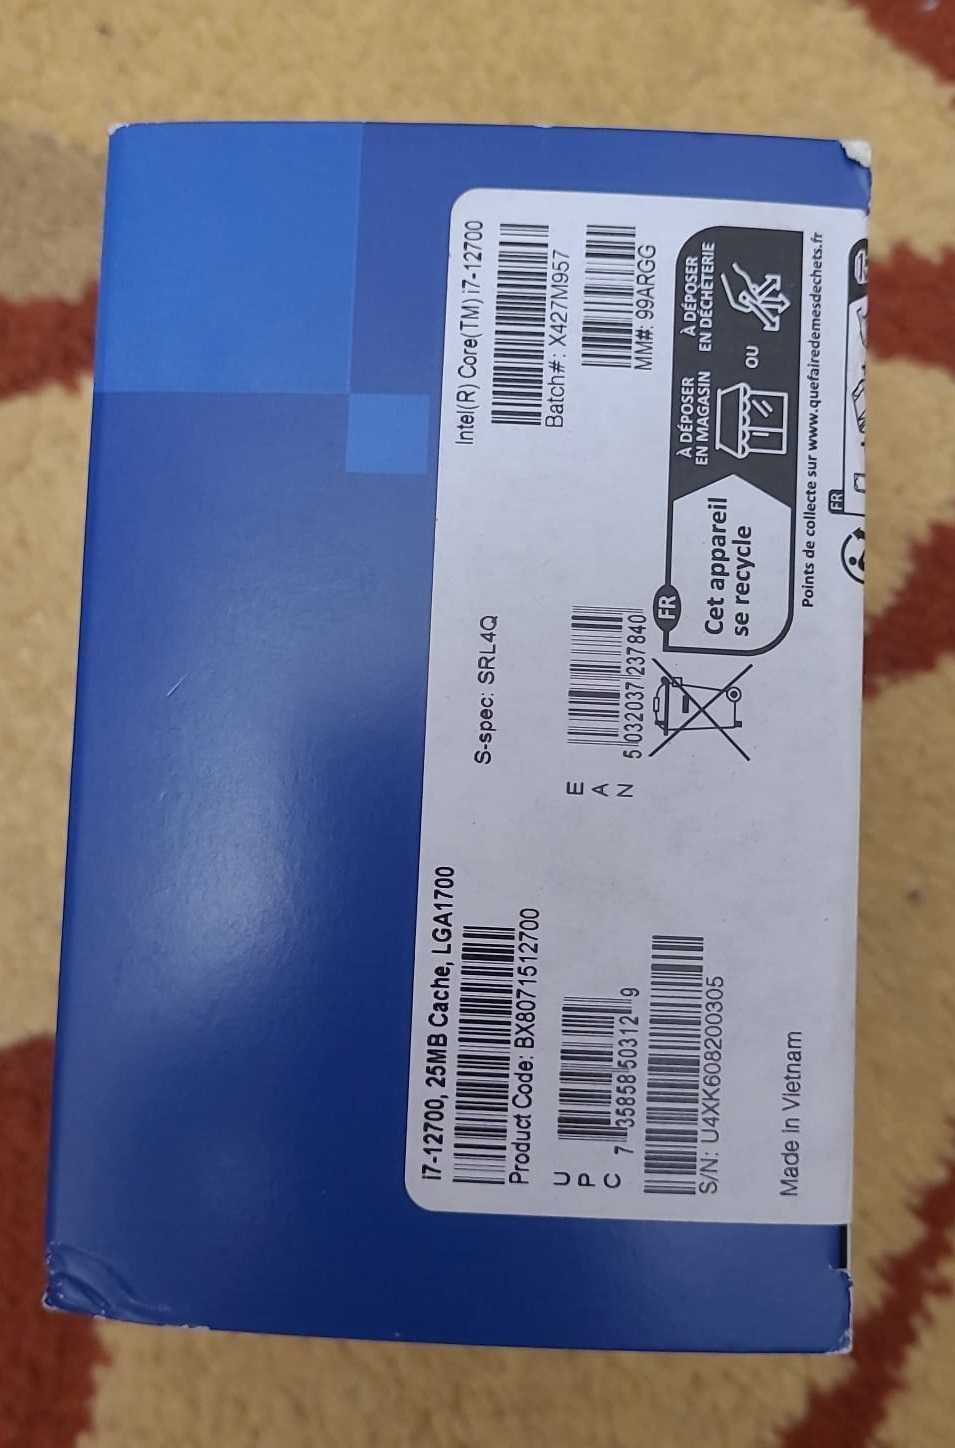 i7-12700, 25MB Cache, LGA1700
Product Code: BX8071512700
U
P
C
7 35858 50312 9
S/N: U4XK608200305
Made in Vietnam
S-spec: SRL4Q
E
A
N
5 032037 237840
Intel(R) Core(TM) i7-12700
Batch#: X427M957
MM#: 99ARGG
FR
Cet appareil
se recycle
À DÉPOSER
EN MAGASIN
OU
À DÉPOSER
EN DÉCHÈTERIE
Points de collecte sur www.quefairedemesdechets.fr
FR